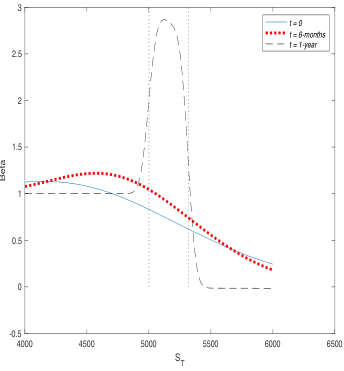 3
2.5
2
1.5
1
0.5
0
-0.5
Beta
t = 0
t = 6-months
t = 1-year
4000 4500 5000 5500 6000 6500
S_T